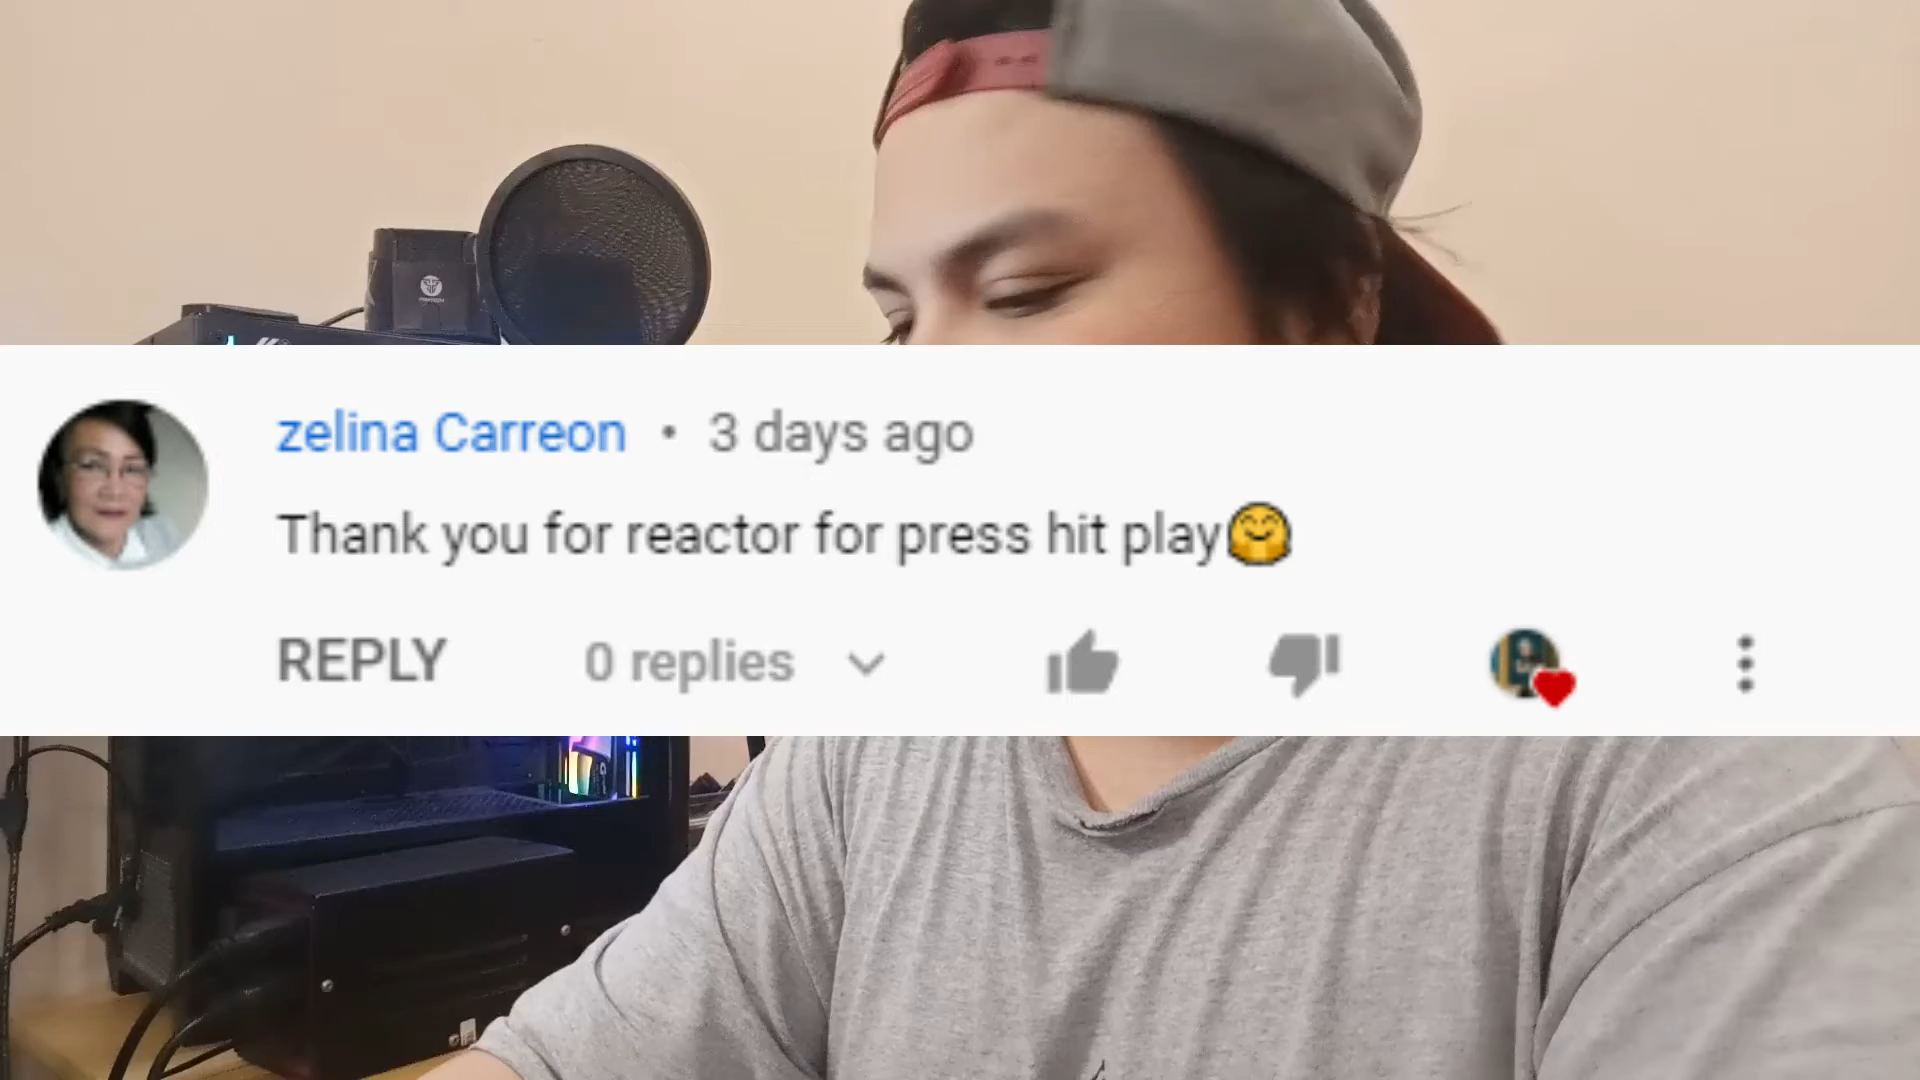 zelina Carreon • 3 days ago
Thank you for reactor for press hit play🤗
REPLY 0 replies